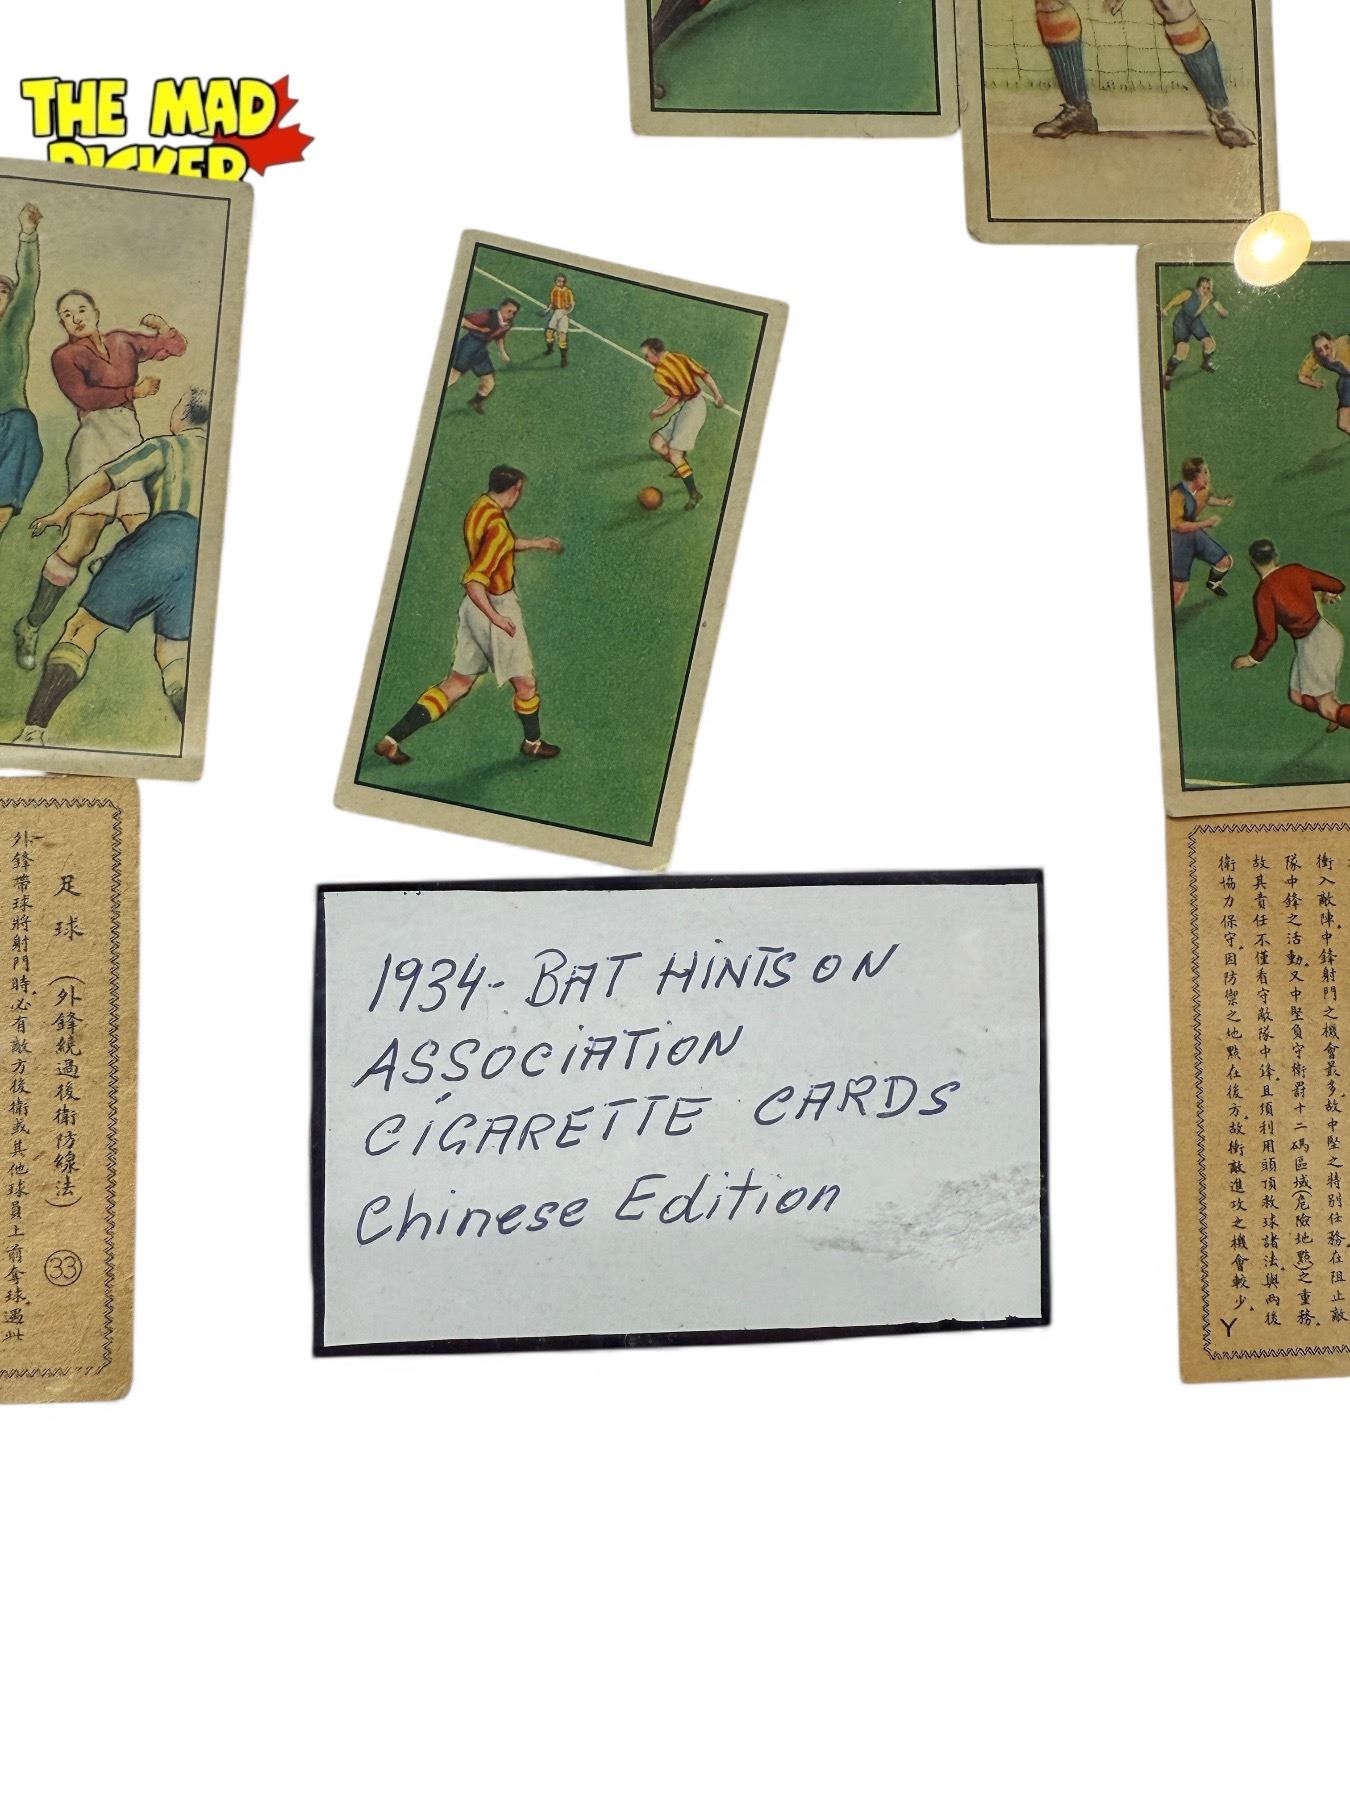 THE MAD
PICKER
足球（外鋒繞過後衛防線法） 33
外鋒帶球將射門時，必有敵方後衛或其他球員上前奪球，遇此
1934- BAT HINTS ON
ASSOCIATION
CIGARETTE CARDS
Chinese Edition
衝入敵陣中鋒射門之機會最多，故中堅之特别任務在阻止敵
隊中鋒之活動，又中堅負守衛罰十二碼區域（危險地點）之重務，
故其責任不僅看守敵隊中鋒，且須利用頭頂救球諸法，與兩後
衛協力保守，因防禦之地點在後方，故衝敵進攻之機會較少。
Y